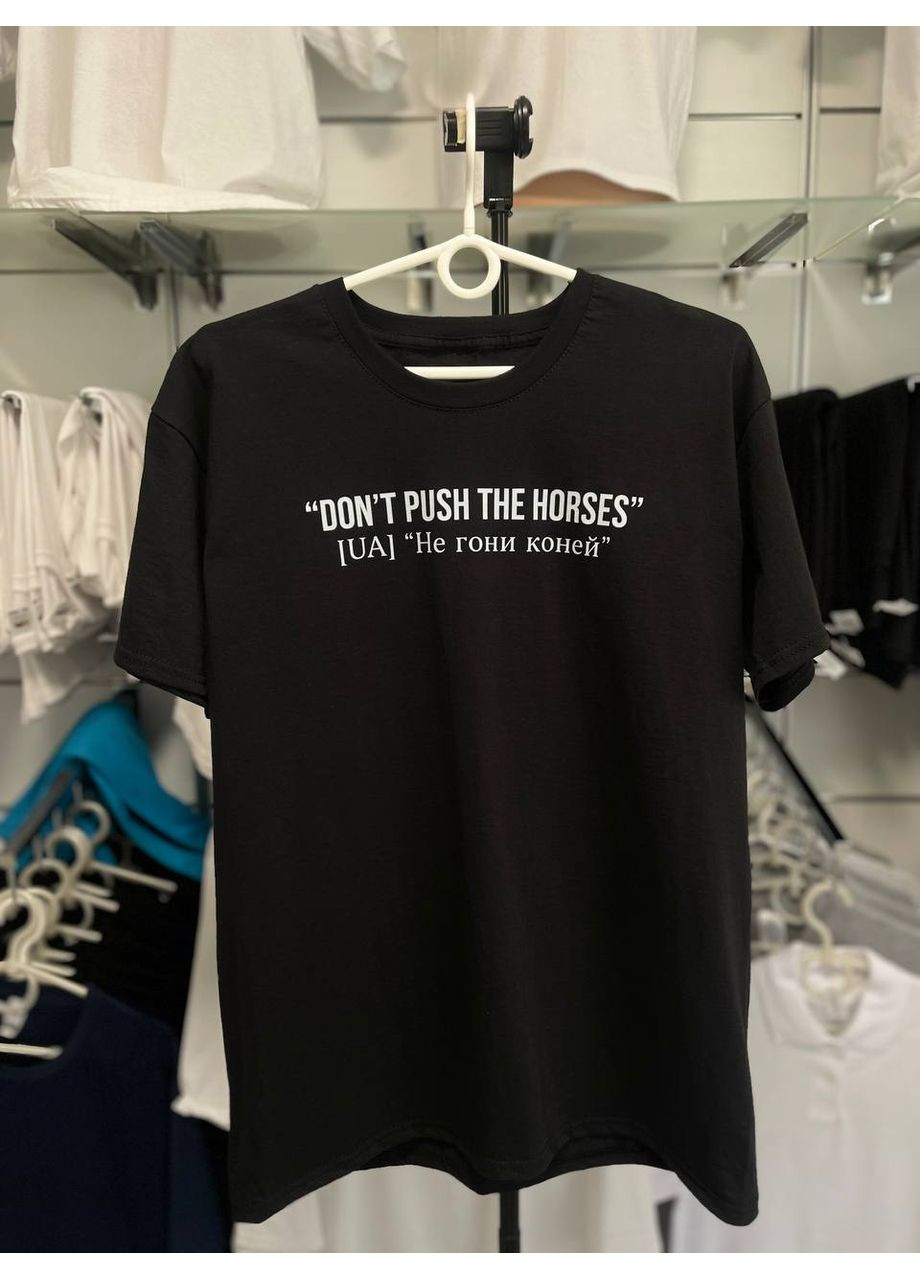 “DON’T PUSH THE HORSES”
[UA] “Не гони коней”